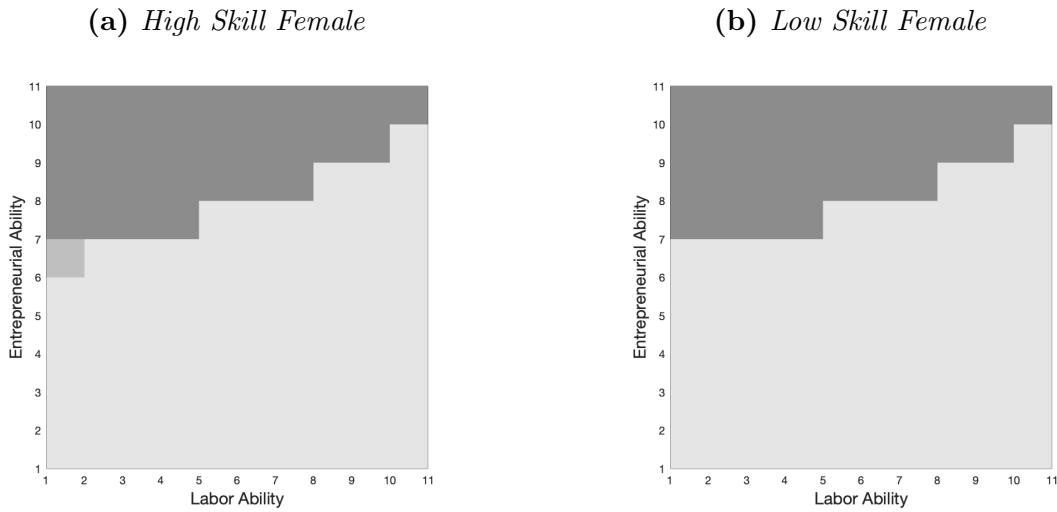 (a) High Skill Female
11
10
9
8
7
6
5
4
3
2
1
Entrepreneurial Ability
1 2 3 4 5 6 7 8 9 10 11
Labor Ability
(b) Low Skill Female
11
10
9
8
7
6
5
4
3
2
1
Entrepreneurial Ability
1 2 3 4 5 6 7 8 9 10 11
Labor Ability